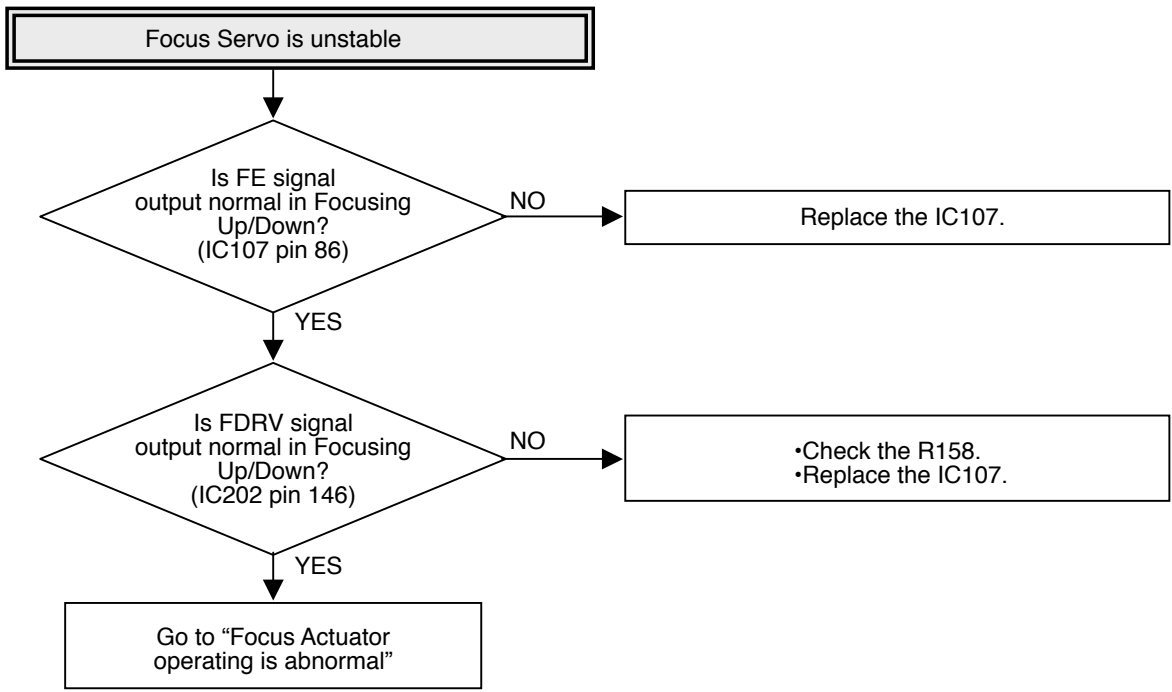 Focus Servo is unstable
Is FE signal
output normal in Focusing
Up/Down?
(IC107 pin 86)
NO
Replace the IC107.
YES
Is FDRV signal
output normal in Focusing
Up/Down?
(IC202 pin 146)
NO
•Check the R158.
•Replace the IC107.
YES
Go to “Focus Actuator
operating is abnormal”